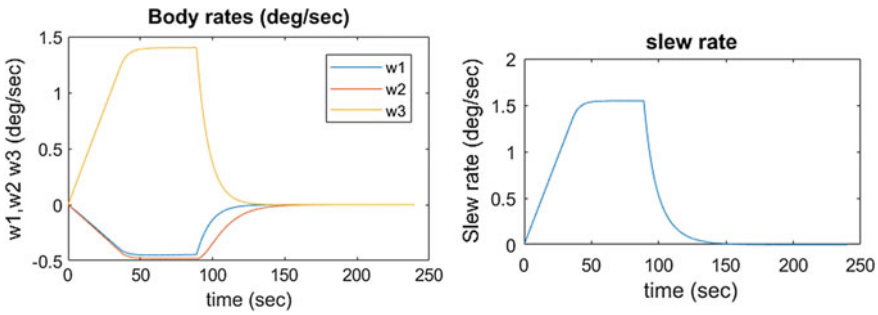 Body rates (deg/sec)
w1,w2 w3 (deg/sec)
1.5
1
0.5
0
-0.5
w1
w2
w3
0 50 100 150 200 250
time (sec)
slew rate
Slew rate (deg/sec)
2
1.5
1
0.5
0
0 50 100 150 200 250
time (sec)